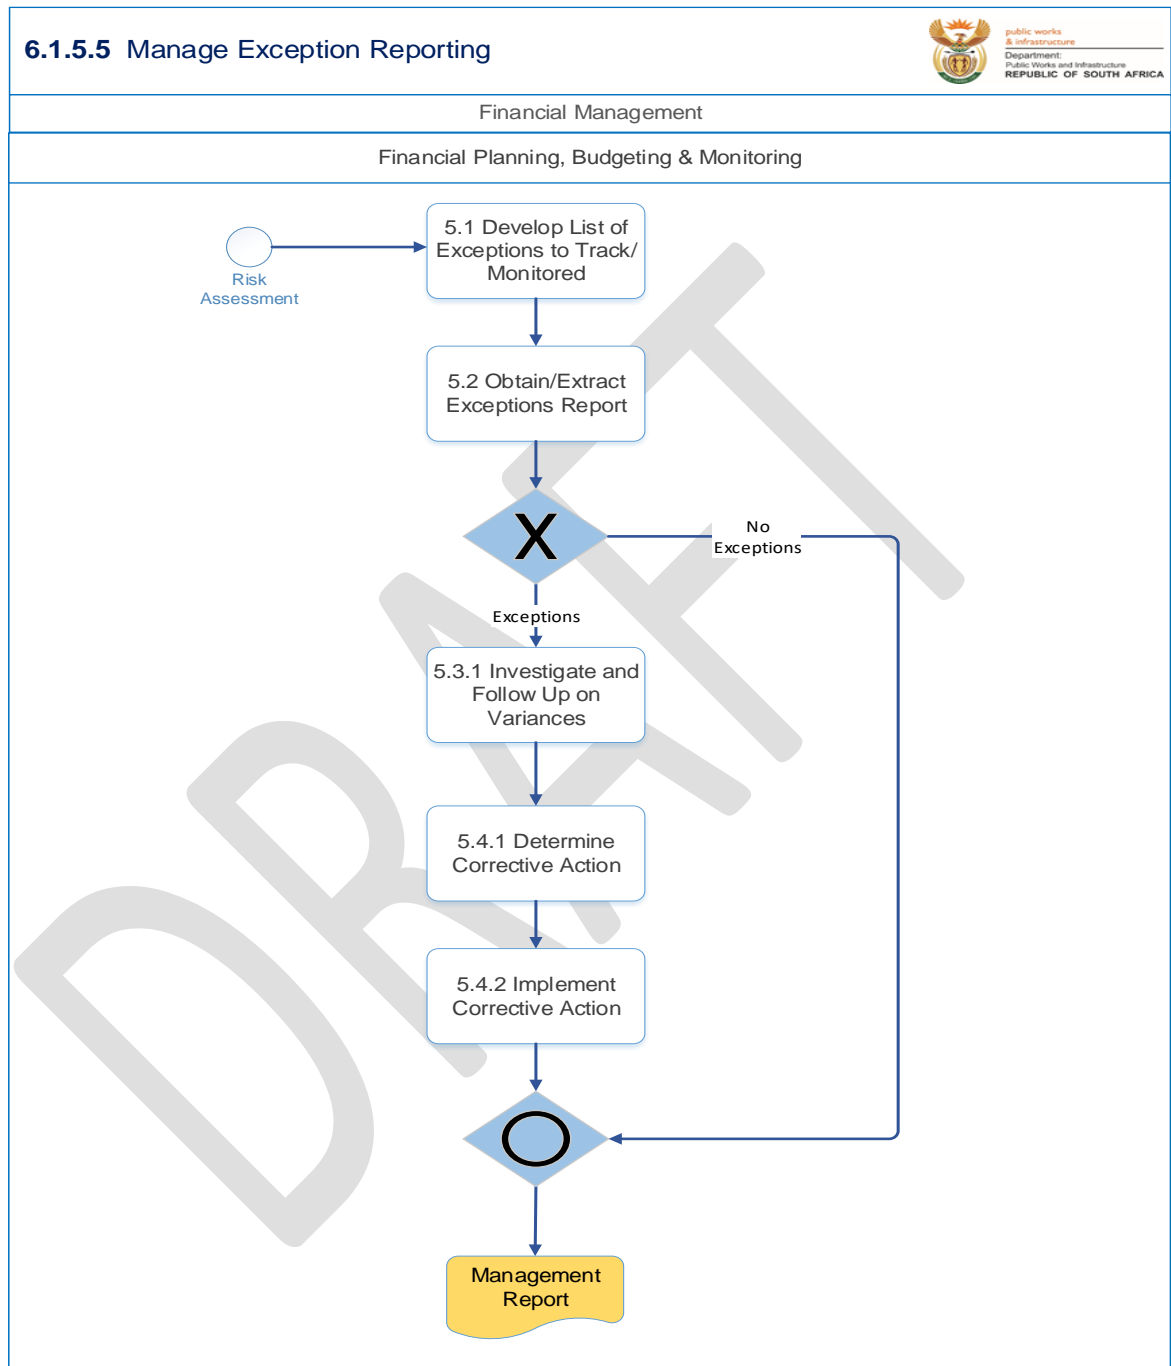 6.1.5.5 Manage Exception Reporting
public works
& infrastructure
Department:
Public Works and Infrastructure
REPUBLIC OF SOUTH AFRICA
Financial Management
Financial Planning, Budgeting & Monitoring
Risk
Assessment
5.1 Develop List of
Exceptions to Track/
Monitored
5.2 Obtain/Extract
Exceptions Report
X
No
Exceptions
Exceptions
5.3.1 Investigate and
Follow Up on
Variances
5.4.1 Determine
Corrective Action
5.4.2 Implement
Corrective Action
Management
Report
DRAFT